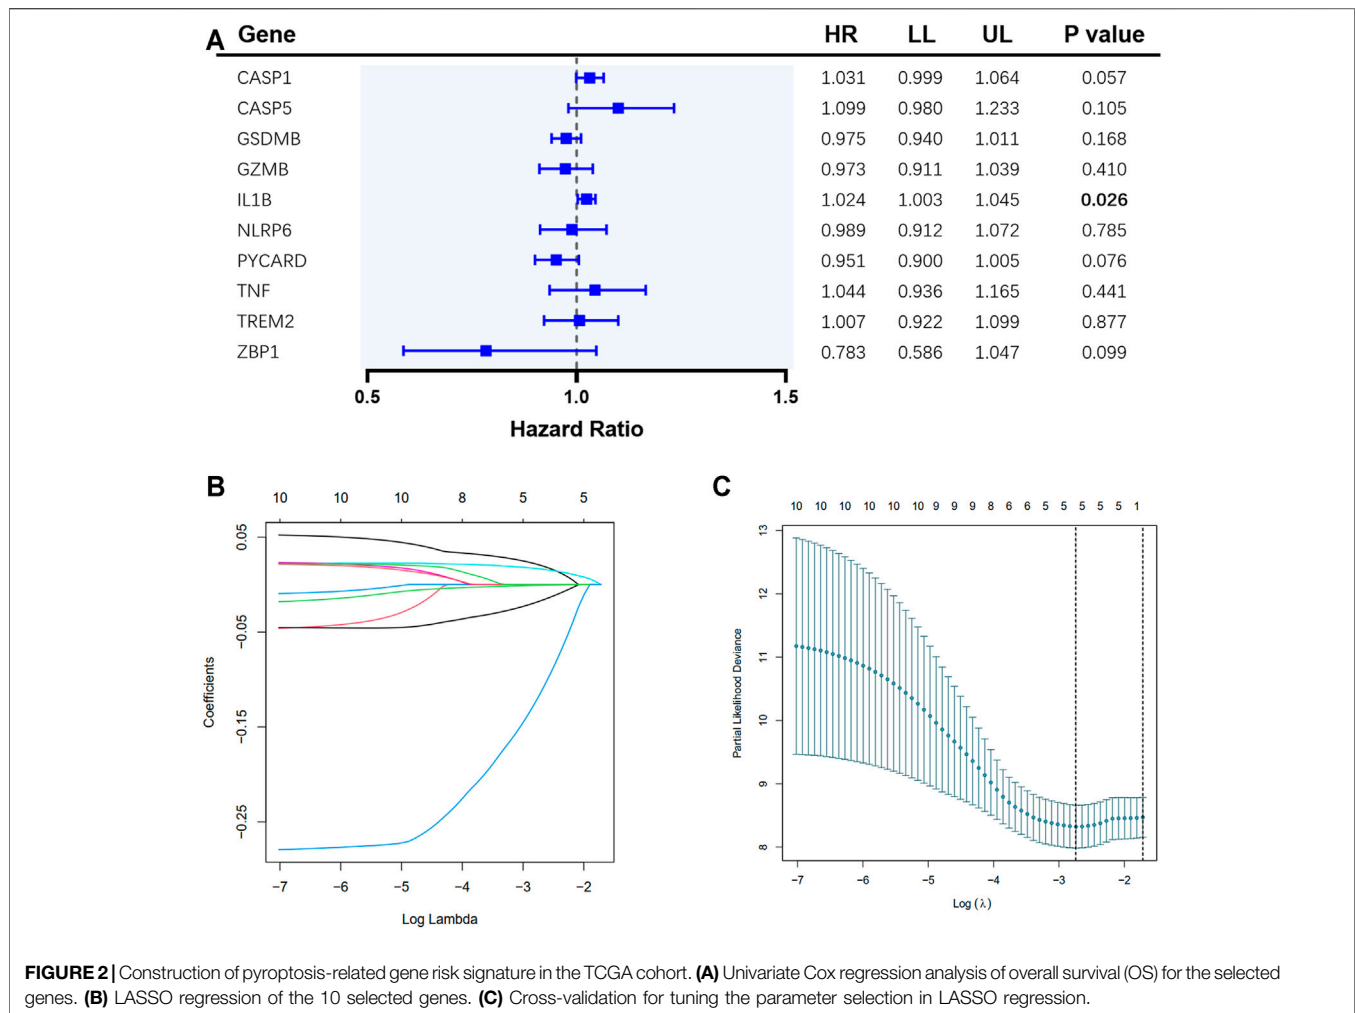 A Gene HR LL UL P value
CASP1 1.031 0.999 1.064 0.057
CASP5 1.099 0.980 1.233 0.105
GSDMB 0.975 0.940 1.011 0.168
GZMB 0.973 0.911 1.039 0.410
IL1B 1.024 1.003 1.045 0.026
NLRP6 0.989 0.912 1.072 0.785
PYCARD 0.951 0.900 1.005 0.076
TNF 1.044 0.936 1.165 0.441
TREM2 1.007 0.922 1.099 0.877
ZBP1 0.783 0.586 1.047 0.099
0.5 1.0 1.5
Hazard Ratio
B
10 10 10 8 5 5
0.05
−0.05
−0.15
−0.25
Coefficients
−7 −6 −5 −4 −3 −2
Log Lambda
C
10 10 10 10 10 10 9 9 9 8 6 6 5 5 5 5 5 1
13
12
11
10
9
8
Partial Likelihood Deviance
−7 −6 −5 −4 −3 −2
Log (λ)
FIGURE 2 | Construction of pyroptosis-related gene risk signature in the TCGA cohort. (A) Univariate Cox regression analysis of overall survival (OS) for the selected
genes. (B) LASSO regression of the 10 selected genes. (C) Cross-validation for tuning the parameter selection in LASSO regression.